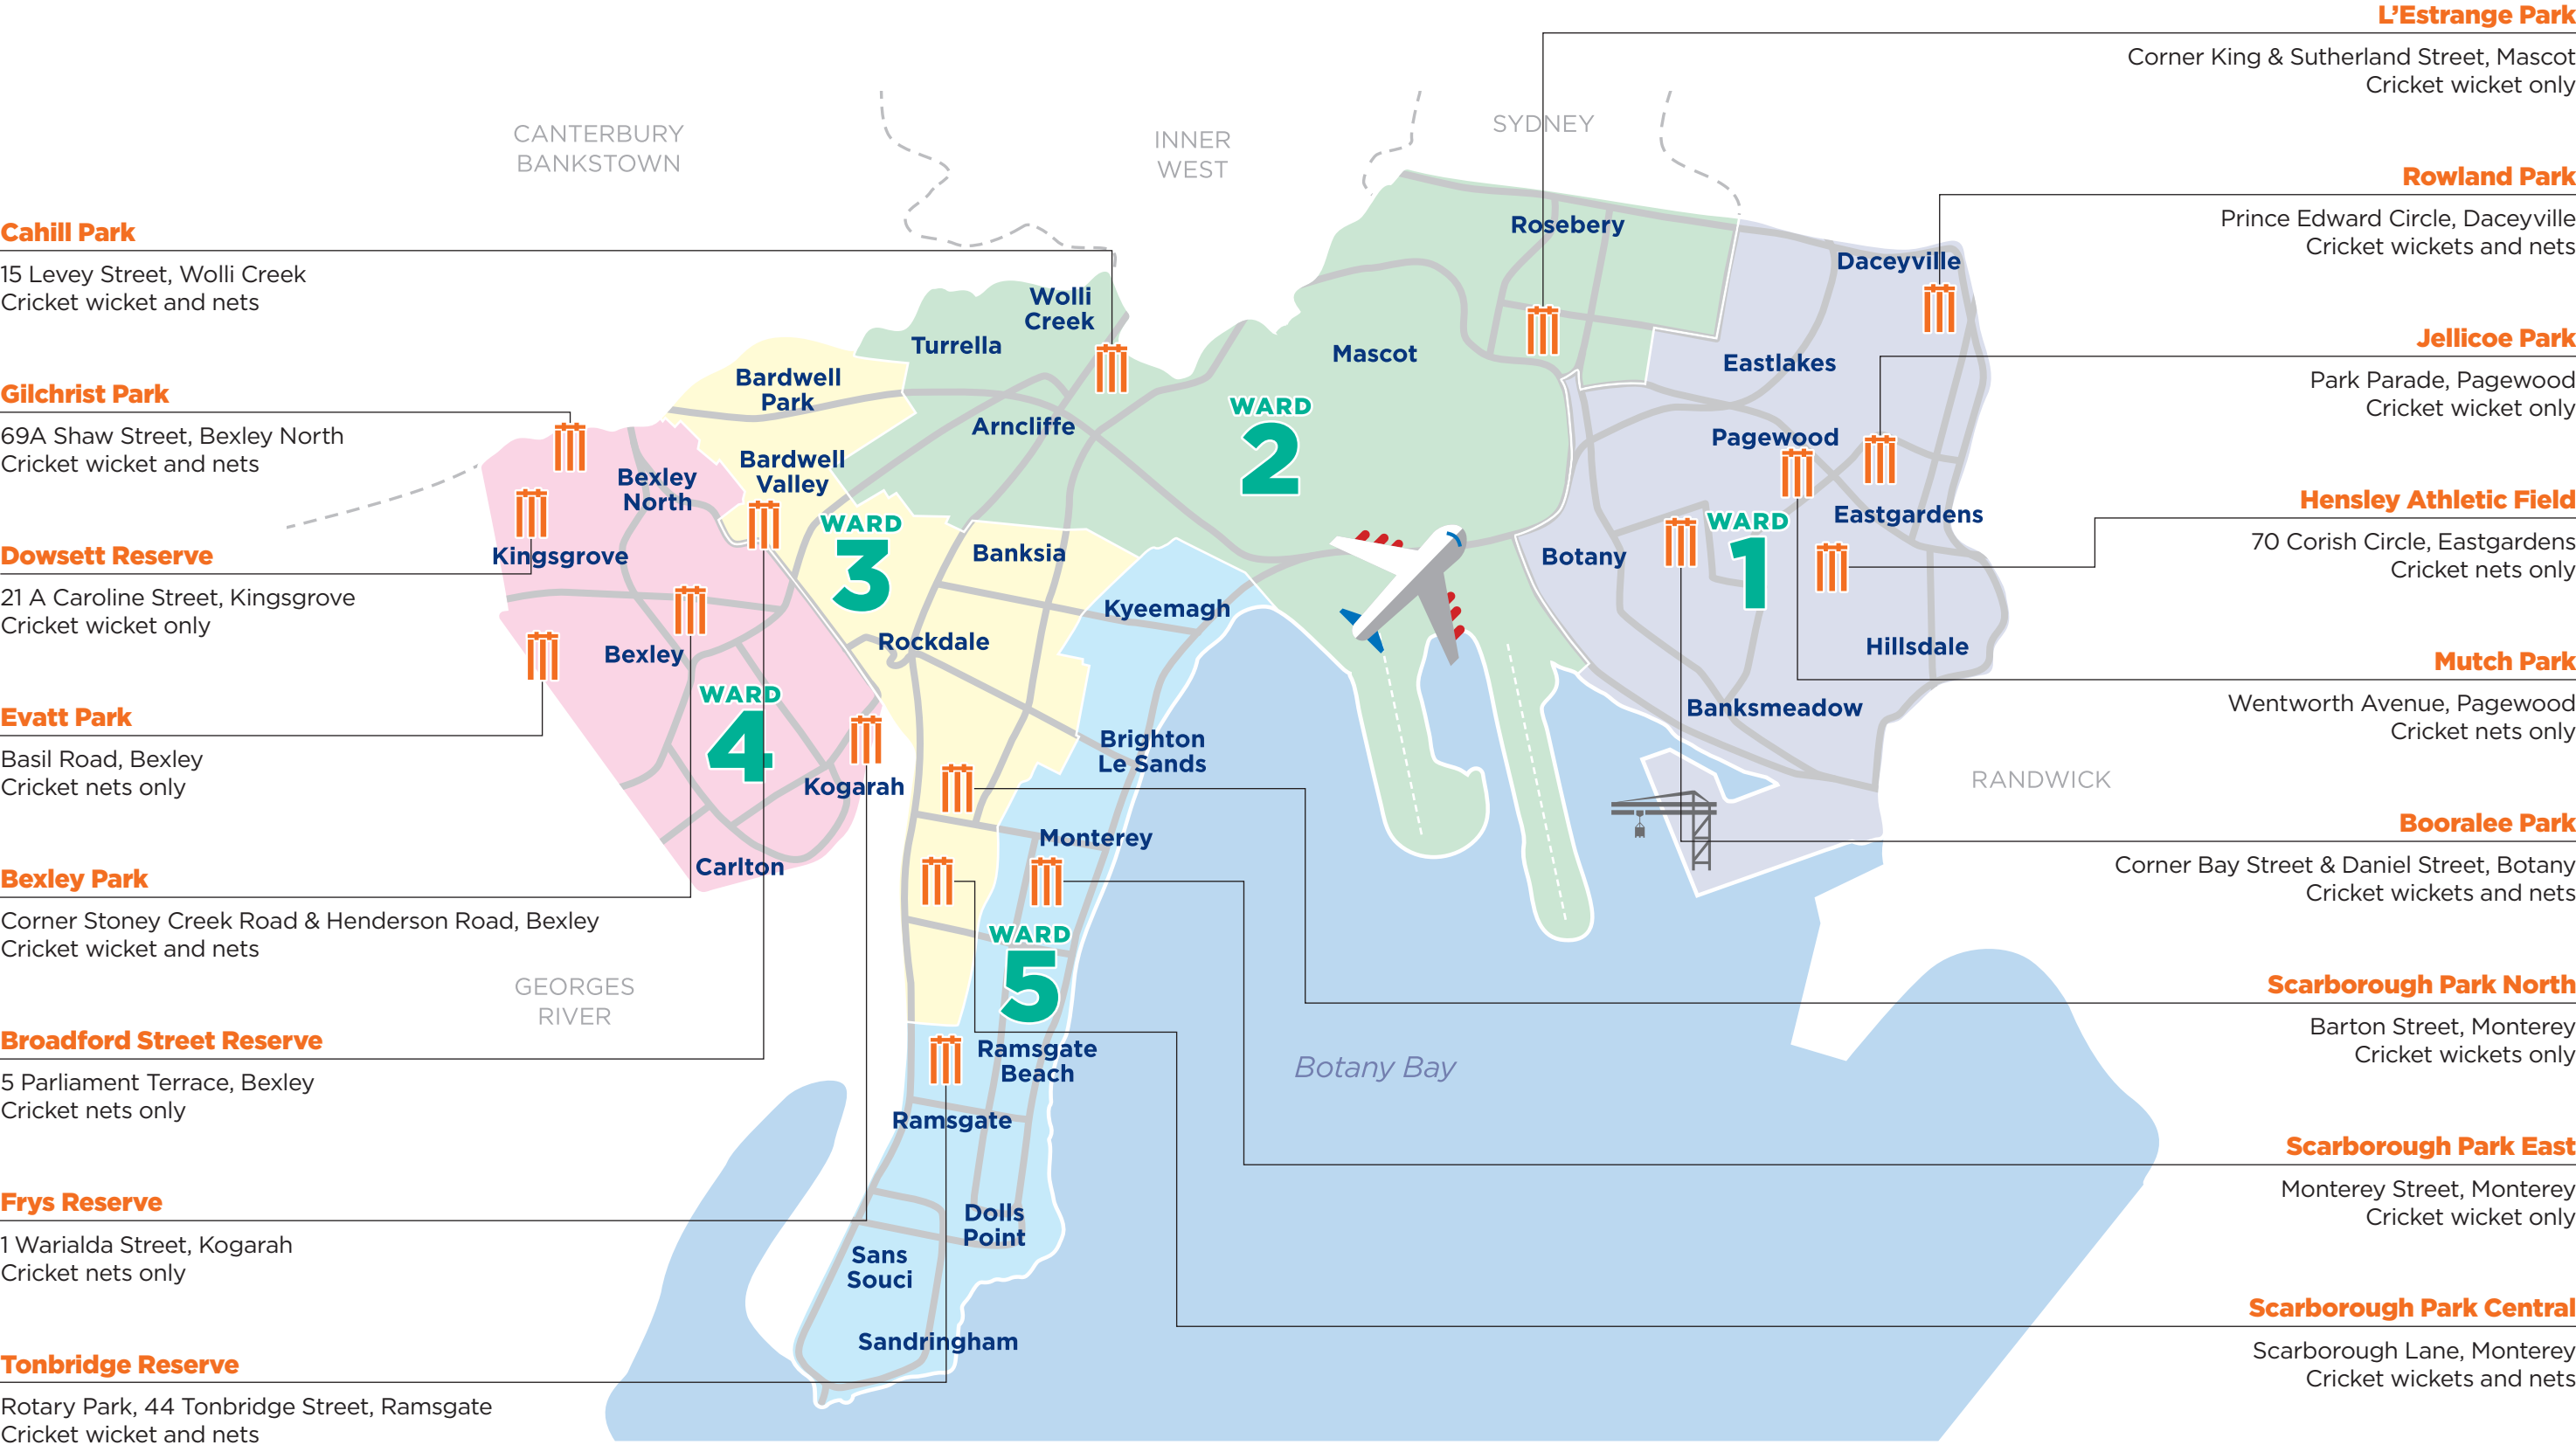 L'Estrange Park
Corner King & Sutherland Street, Mascot
Cricket wicket only
Rowland Park
Prince Edward Circle, Daceyville
Cricket wickets and nets
Jellicoe Park
Park Parade, Pagewood
Cricket wicket only
Hensley Athletic Field
70 Corish Circle, Eastgardens
Cricket nets only
Mutch Park
Wentworth Avenue, Pagewood
Cricket nets only
Booralee Park
Corner Bay Street & Daniel Street, Botany
Cricket wickets and nets
Scarborough Park North
Barton Street, Monterey
Cricket wickets only
Scarborough Park East
Monterey Street, Monterey
Cricket wicket only
Scarborough Park Central
Scarborough Lane, Monterey
Cricket wickets and nets
Cahill Park
15 Levey Street, Wolli Creek
Cricket wicket and nets
Gilchrist Park
69A Shaw Street, Bexley North
Cricket wicket and nets
Dowsett Reserve
21 A Caroline Street, Kingsgrove
Cricket wicket only
Evatt Park
Basil Road, Bexley
Cricket nets only
Bexley Park
Corner Stoney Creek Road & Henderson Road, Bexley
Cricket wicket and nets
Broadford Street Reserve
5 Parliament Terrace, Bexley
Cricket nets only
Frys Reserve
1 Warialda Street, Kogarah
Cricket nets only
Tonbridge Reserve
Rotary Park, 44 Tonbridge Street, Ramsgate
Cricket wicket and nets
CANTERBURY
BANKSTOWN
INNER
WEST
SYDNEY
RANDWICK
GEORGES
RIVER
Botany Bay
Rosebery
Daceyville
Wolli
Creek
Turrella
Mascot
Eastlakes
Bardwell
Park
Arncliffe
WARD
2
Pagewood
Bardwell
Valley
Bexley
North
Eastgardens
WARD
1
WARD
3
Kingsgrove
Banksia
Botany
Kyeemagh
Rockdale
Hillsdale
Bexley
WARD
4
Banksmeadow
Brighton
Le Sands
Kogarah
Monterey
Carlton
WARD
5
Ramsgate
Beach
Ramsgate
Dolls
Point
Sans
Souci
Sandringham